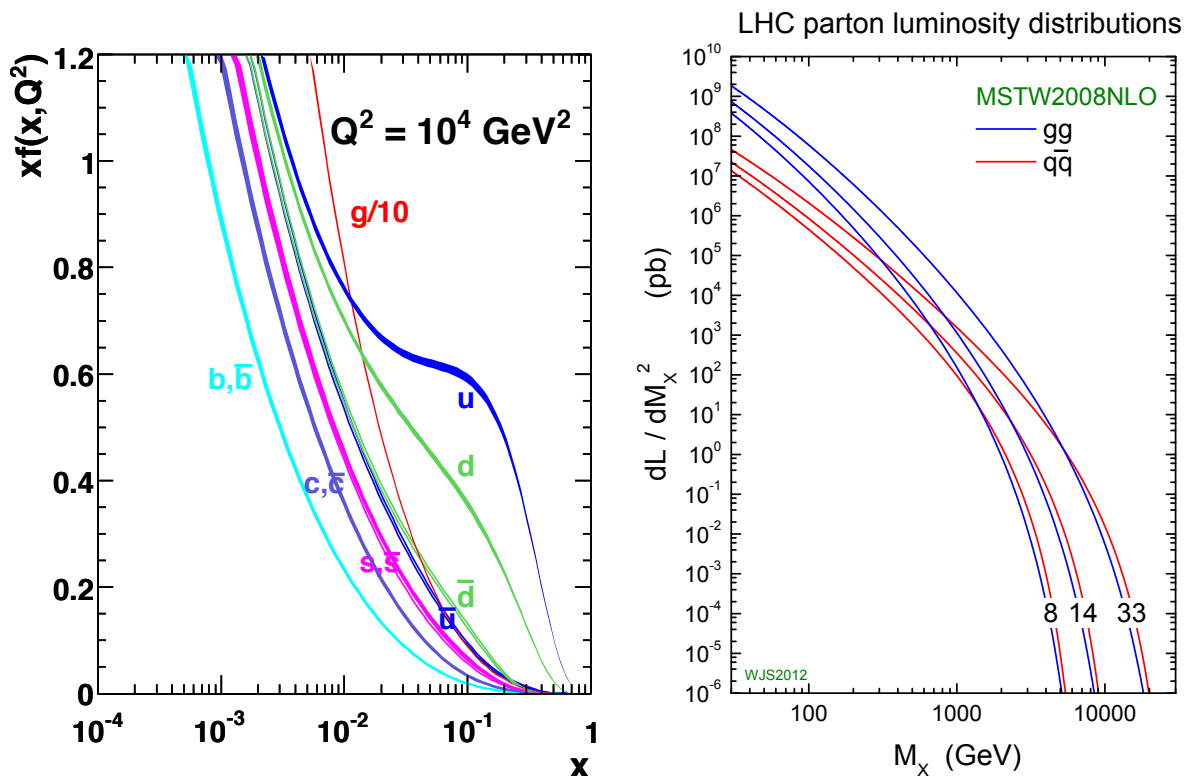 xf(x,Q²)
1.2
1
0.8
0.6
0.4
0.2
0
Q² = 10⁴ GeV²
g/10
b,b̅
u
d
c,c̅
s,s̅
d̅
u̅
10⁻⁴
10⁻³
10⁻²
10⁻¹
1
x
LHC parton luminosity distributions
MSTW2008NLO
gg
qq̅
dL / dM_X² (pb)
10¹⁰
10⁹
10⁸
10⁷
10⁶
10⁵
10⁴
10³
10²
10¹
10⁰
10⁻¹
10⁻²
10⁻³
10⁻⁴
10⁻⁵
10⁻⁶
8 14 33
WJS2012
100 1000 10000
M_X (GeV)